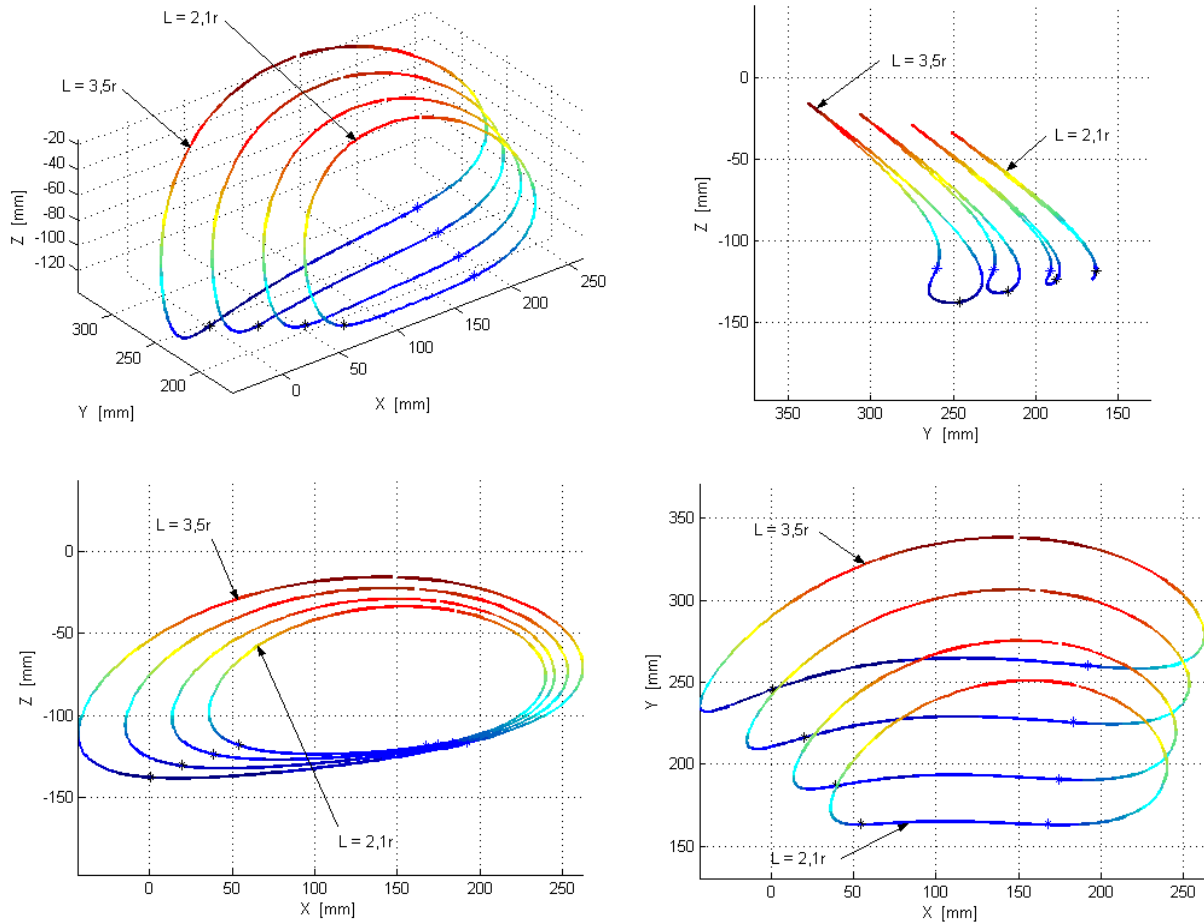 L = 2,1r
L = 3,5r
-20
-40
-60
-80
-100
-120
Z [mm]
300
250
200
Y [mm]
0
50
100
150
200
250
X [mm]
L = 3,5r
L = 2,1r
0
-50
-100
-150
Z [mm]
350 300 250 200 150
Y [mm]
L = 3,5r
0
-50
-100
-150
Z [mm]
L = 2,1r
0 50 100 150 200 250
X [mm]
L = 3,5r
350
300
250
200
150
Y [mm]
L = 2,1r
0 50 100 150 200 250
X [mm]